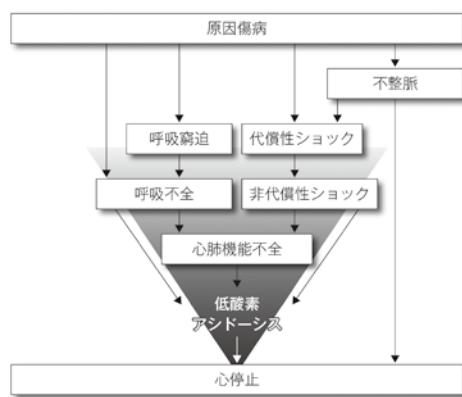 原因傷病
不整脈
呼吸窮迫
代償性ショック
呼吸不全
非代償性ショック
心肺機能不全
低酸素
アシドーシス
心停止